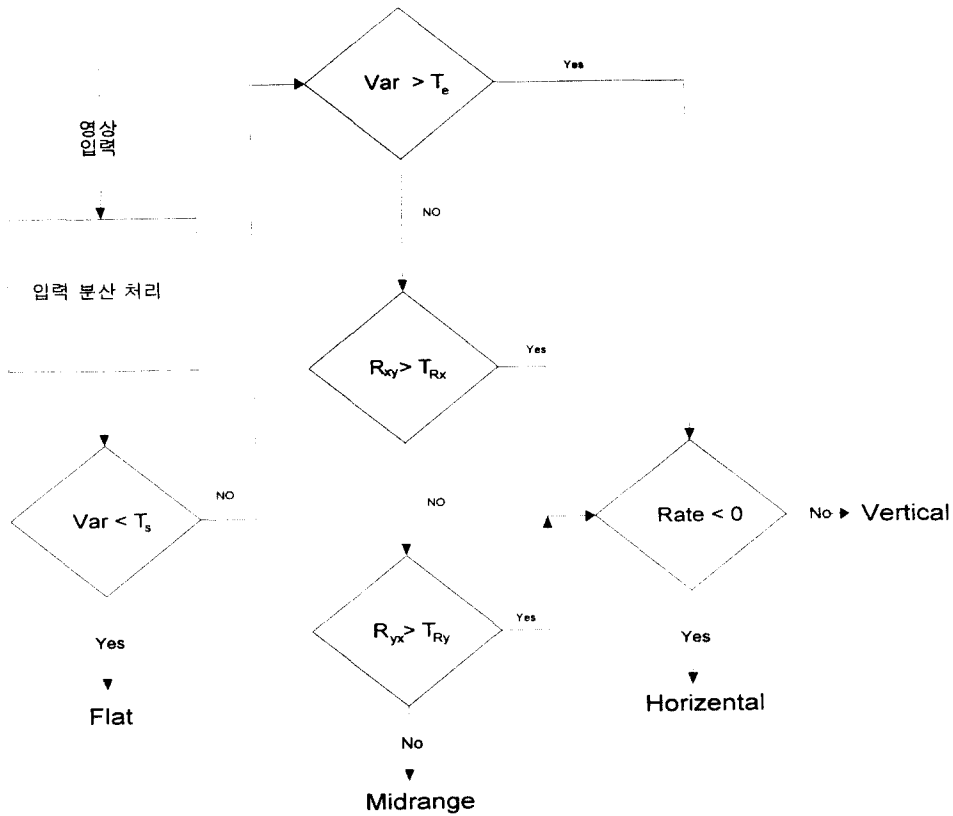 영상
입력
입력 분산 처리
Var < Ts
NO
Yes
Flat
Var > Te
Yes
NO
Rxy> TRx
Yes
NO
Ryx> TRy
Yes
No
Midrange
Rate < 0
No
Vertical
Yes
Horizental